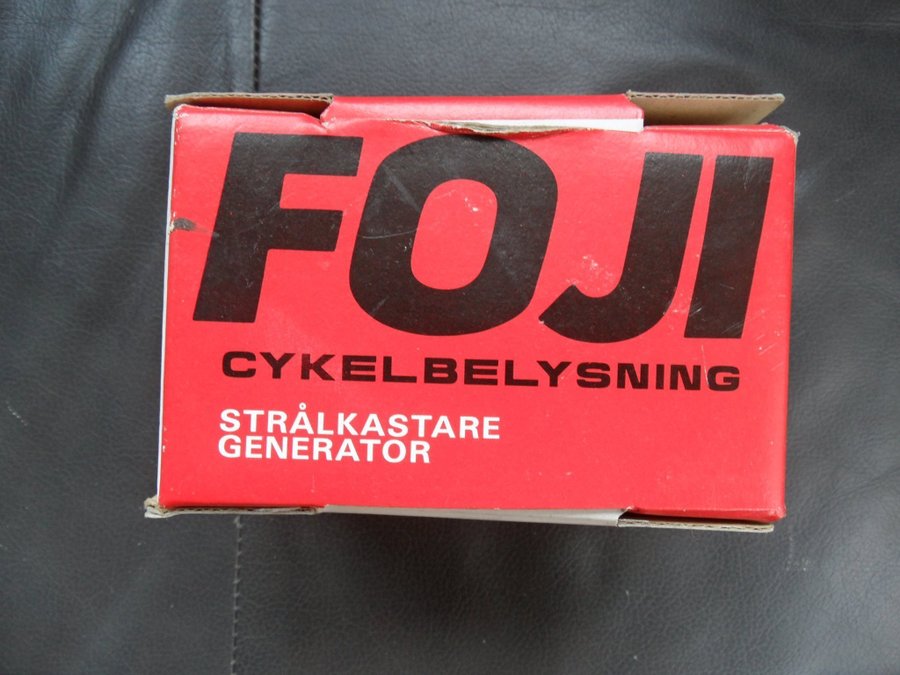 FOJI
CYKELBELYSNING
STRÅLKASTARE
GENERATOR